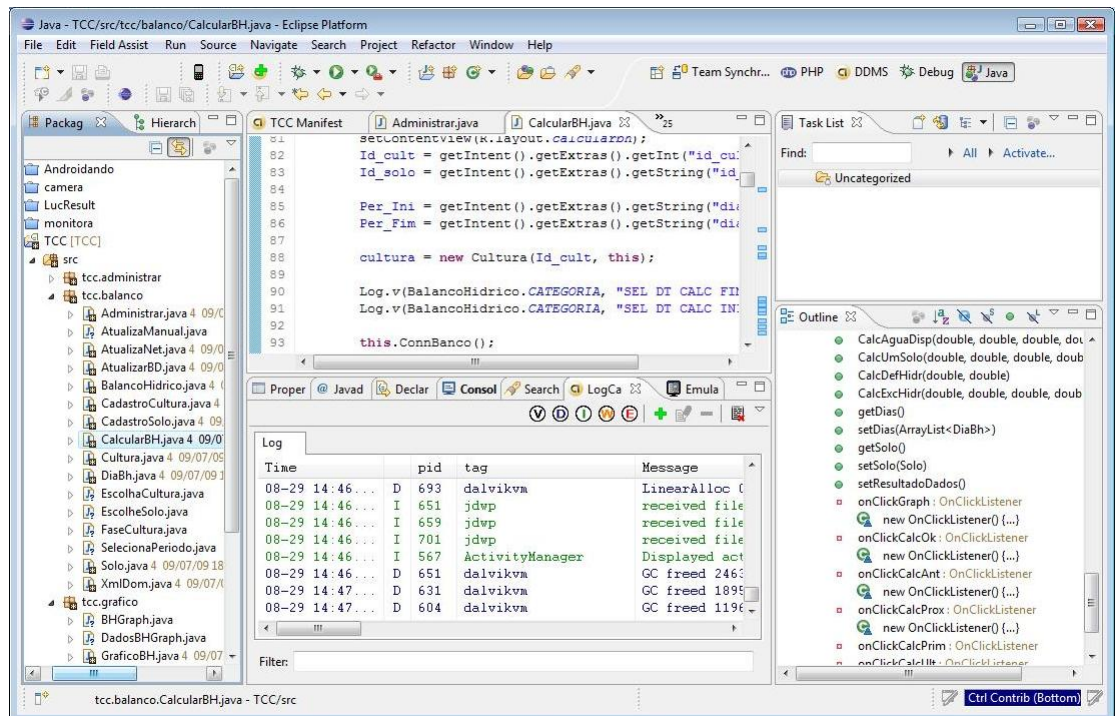 Java - TCC/src/tcc/balanco/CalcularBH.java - Eclipse Platform
File Edit Field Assist Run Source Navigate Search Project Refactor Window Help
Team Synchr... PHP DDMS Debug Java
Packag Hierarch
Androidando
camera
LucResult
monitora
TCC [TCC]
src
tcc.administrar
tcc.balanco
Administrar.java 4 09/0
AtualizaManual.java
AtualizaNet.java 4 09/0
AtualizarBD.java 4 09/0
BalancoHidrico.java 4
CadastroCultura.java 4
CadastroSolo.java 4 09
CalcularBH.java 4 09/0
Cultura.java 4 09/07/09
DiaBh.java 4 09/07/09 1
EscolhaCultura.java
EscolheSolo.java
FaseCultura.java
SelecionaPeriodo.java
Solo.java 4 09/07/09 18
XmlDom.java 4 09/07/
tcc.grafico
BHGraph.java
DadosBHGraph.java
GraficoBH.java 4 09/07
TCC Manifest Administrar.java CalcularBH.java 25
81 setContentView(R.layout.calcularbh);
82 Id_cult = getIntent().getExtras().getInt("id_cu
83 Id_solo = getIntent().getExtras().getString("id_
84
85 Per_Ini = getIntent().getExtras().getString("dia
86 Per_Fim = getIntent().getExtras().getString("dia
87
88 cultura = new Cultura(Id_cult, this);
89
90 Log.v(BalancoHidrico.CATEGORIA, "SEL DT CALC FIN
91 Log.v(BalancoHidrico.CATEGORIA, "SEL DT CALC IN
92
93 this.ConnBanco();
Proper @ Javad Declar Consol Search LogCa Emula
V D I W E
Log
Time pid tag Message
08-29 14:46... D 693 dalvikvm LinearAlloc
08-29 14:46... I 651 jdwp received file
08-29 14:46... I 659 jdwp received file
08-29 14:46... I 701 jdwp received file
08-29 14:46... I 567 ActivityManager Displayed act
08-29 14:46... D 651 dalvikvm GC freed 2463
08-29 14:47... D 631 dalvikvm GC freed 1895
08-29 14:47... D 604 dalvikvm GC freed 1196
Filter:
Task List
Find: All Activate...
Uncategorized
Outline
CalcAguaDisp(double, double, double, dou
CalcUmSolo(double, double, double, doub
CalcDefHidr(double, double)
CalcExcHidr(double, double, double, doub
getDias()
setDias(ArrayList<DiaBh>)
getSolo()
setSolo(Solo)
setResultadoDados()
onClickGraph : OnClickListener
new OnClickListener() {...}
onClickCalcOk : OnClickListener
new OnClickListener() {...}
onClickCalcAnt : OnClickListener
new OnClickListener() {...}
onClickCalcProx : OnClickListener
new OnClickListener() {...}
onClickCalcPrim : OnClickListener
new OnClickListener() {...}
onClickCalcUlt : OnClickListener
tcc.balanco.CalcularBH.java - TCC/src
Ctrl Contrib (Bottom)